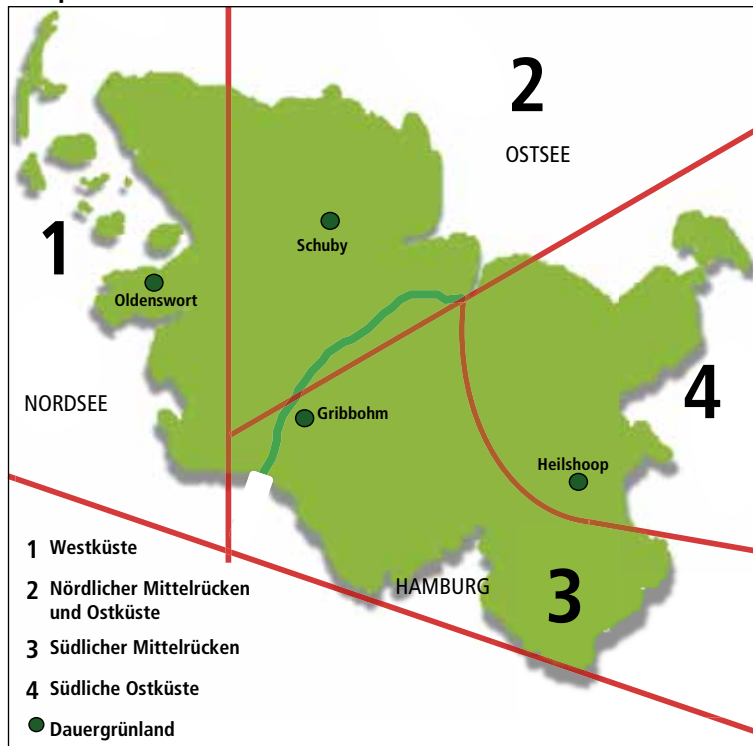 2
OSTSEE
1
Schuby
Oldenswort
4
NORDSEE
Gribbohm
Heilshoop
HAMBURG
3
1 Westküste
2 Nördlicher Mittelrücken
und Ostküste
3 Südlicher Mittelrücken
4 Südliche Ostküste
Dauergrünland